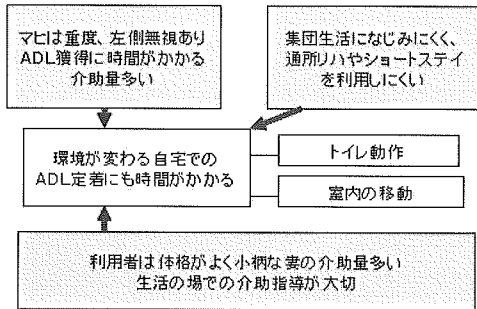 マヒは重度、左側無視あり
ADL獲得に時間がかかる
介助量多い
集団生活になじみにくく、
通所リハやショートステイ
を利用しにくい
環境が変わる自宅での
ADL定着にも時間がかかる
トイレ動作
室内の移動
利用者は体格がよく小柄な妻の介助量多い
生活の場での介助指導が大切